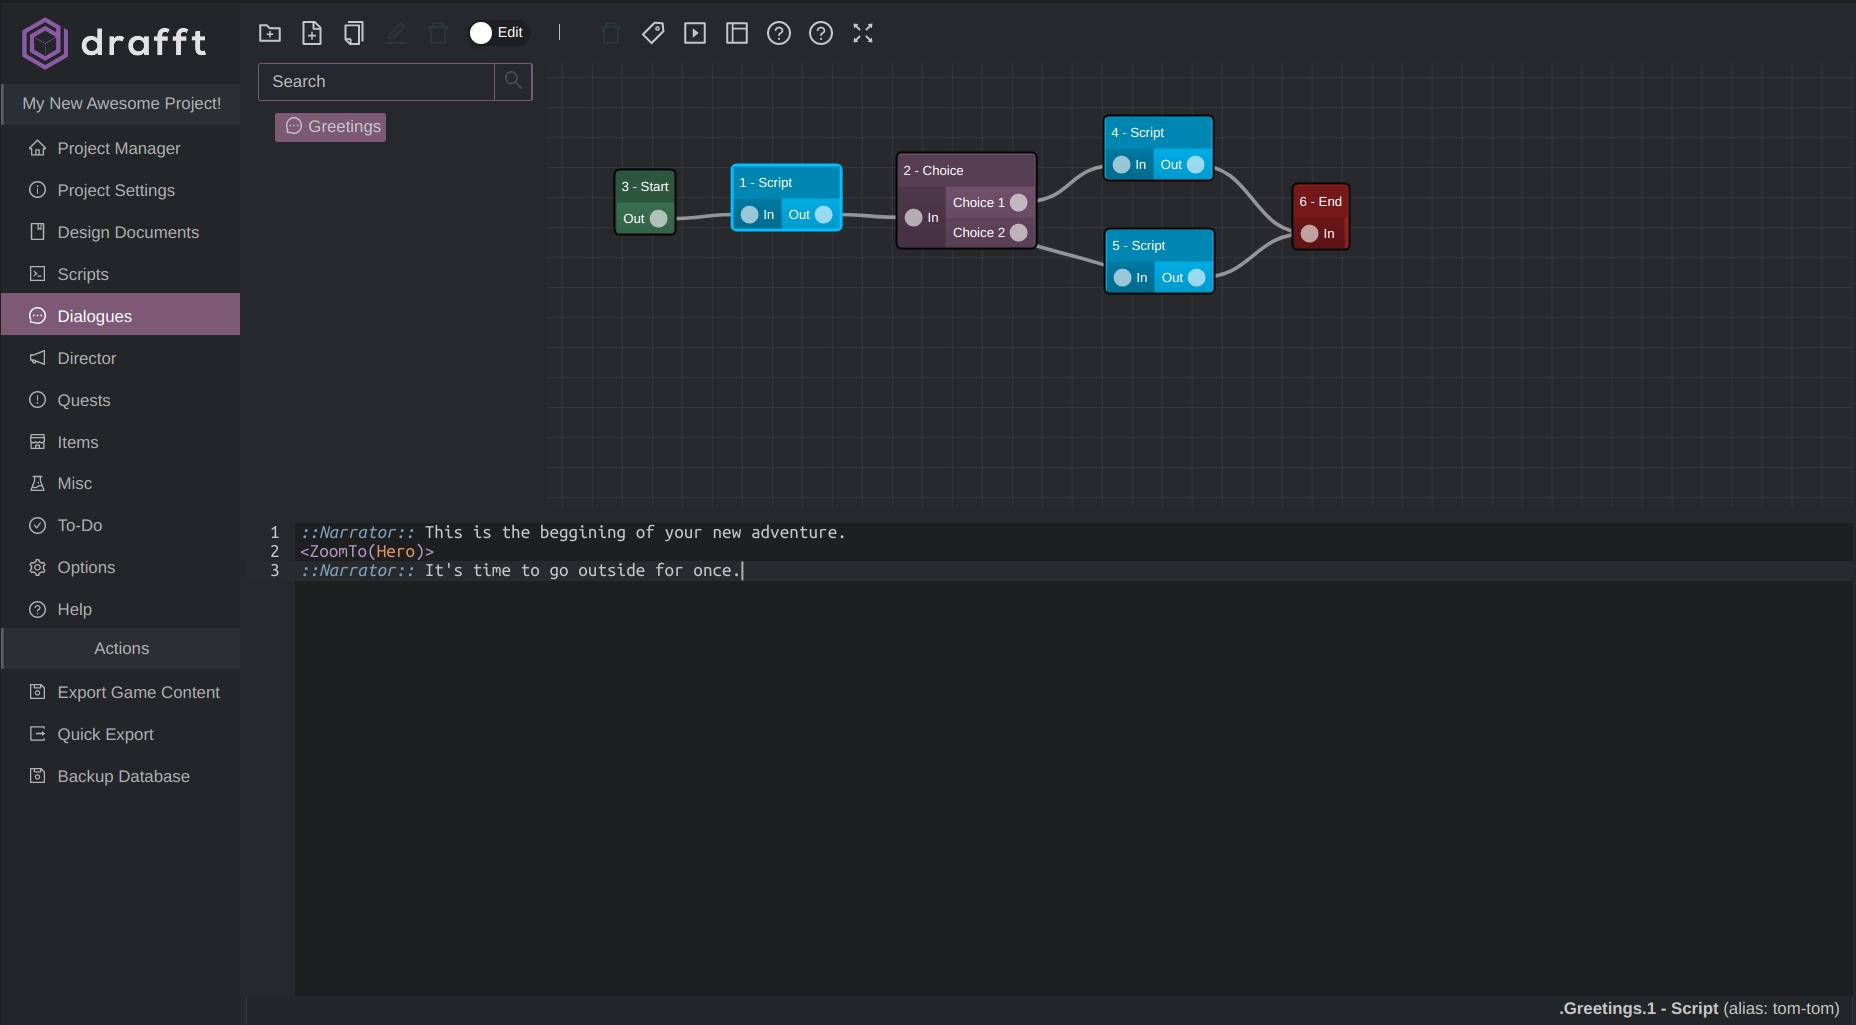 drafft
My New Awesome Project!
Project Manager
Project Settings
Design Documents
Scripts
Dialogues
Director
Quests
Items
Misc
To-Do
Options
Help
Actions
Export Game Content
Quick Export
Backup Database
Edit
Search
Greetings
3 - Start
Out
1 - Script
In Out
2 - Choice
Choice 1
In
Choice 2
4 - Script
In Out
5 - Script
In Out
6 - End
In
1 ::Narrator:: This is the beggining of your new adventure.
2 <ZoomTo(Hero)>
3 ::Narrator:: It's time to go outside for once.
.Greetings.1 - Script (alias: tom-tom)